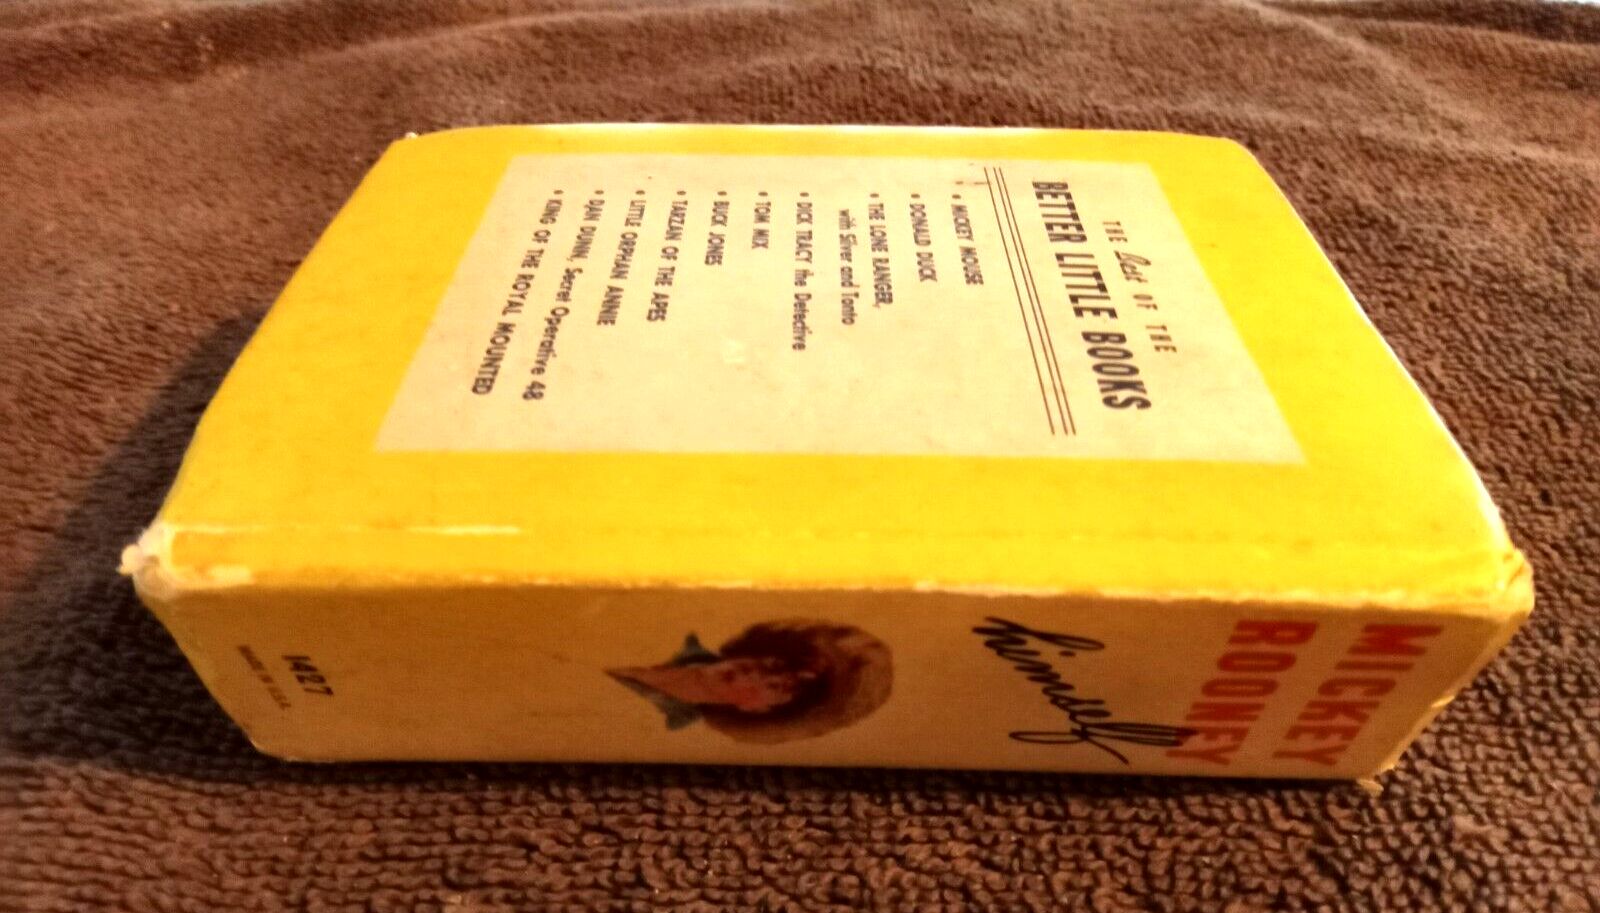 THE Best OF THE
BETTER LITTLE BOOKS
• MICKEY MOUSE
• DONALD DUCK
• THE LONE RANGER,
with Silver and Tonto
• DICK TRACY the Detective
• TOM MIX
• BUCK JONES
• TARZAN OF THE APES
• LITTLE ORPHAN ANNIE
• DAN DUNN, Secret Operative 48
• KING OF THE ROYAL MOUNTED
MICKEY
ROONEY
himself
1427
MADE IN U.S.A.